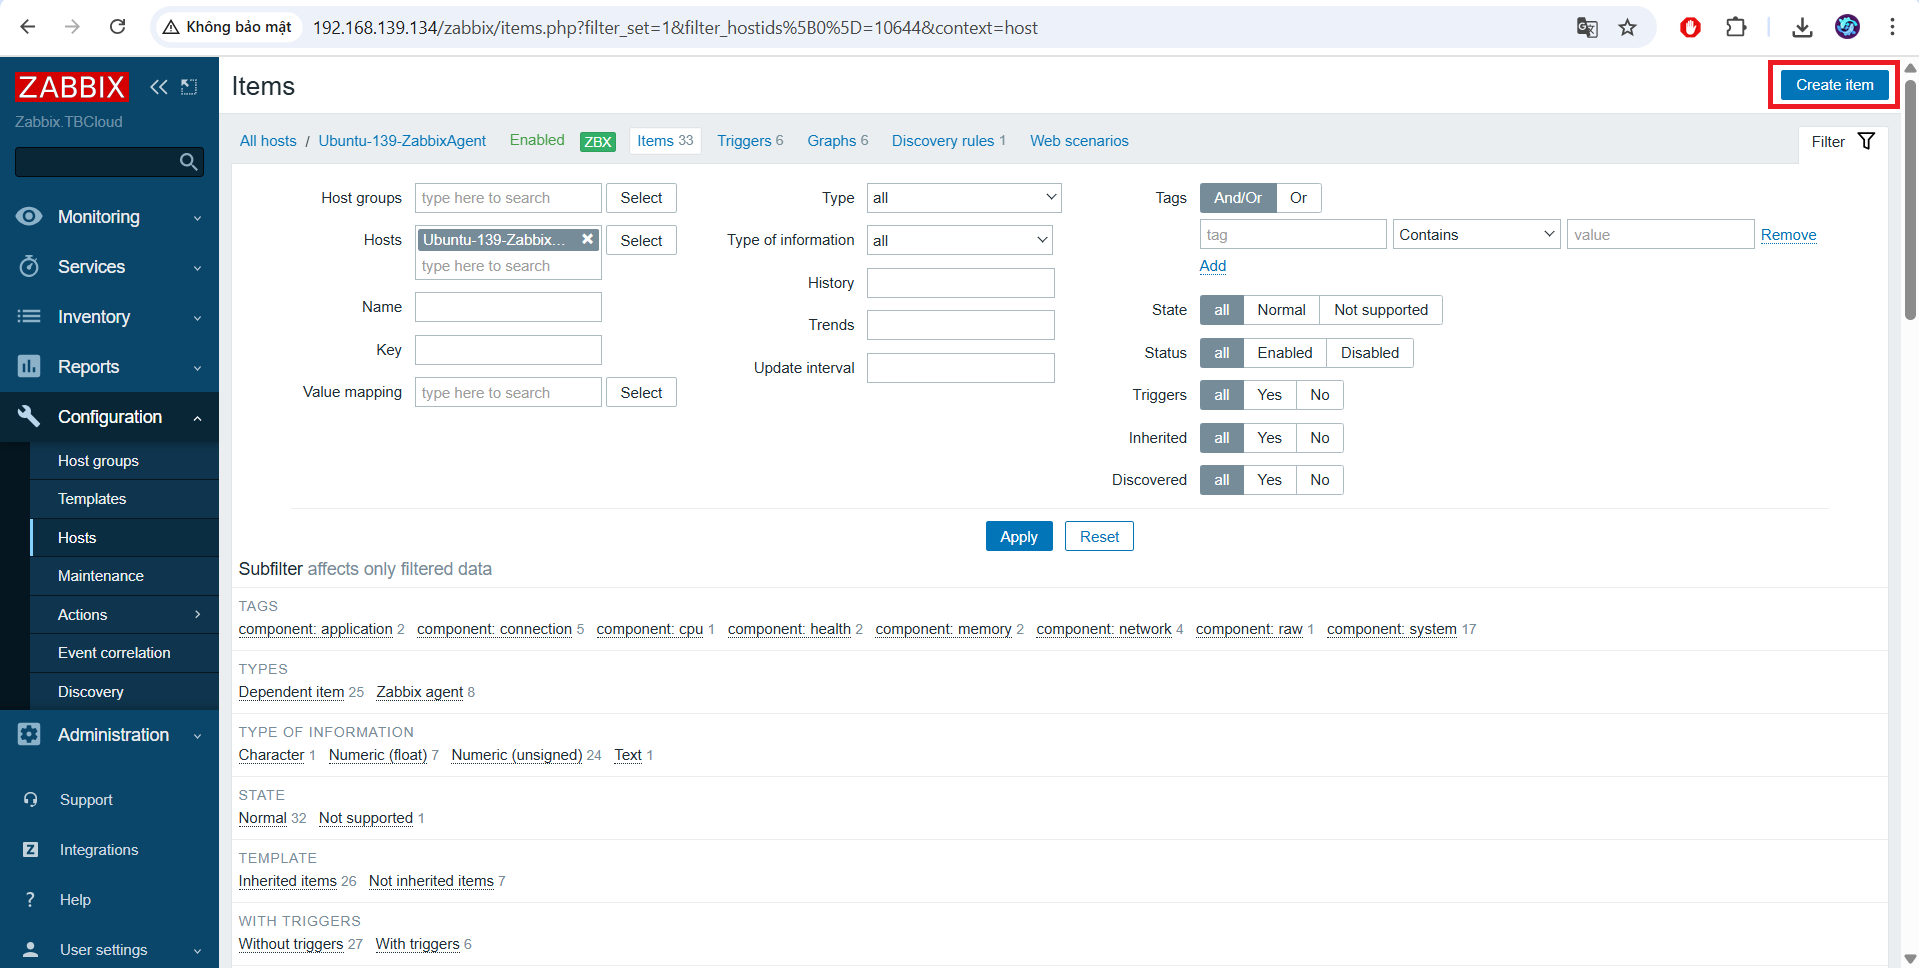 Không bảo mật 192.168.139.134/zabbix/items.php?filter_set=1&filter_hostids%5B0%5D=10644&context=host
ZABBIX
Zabbix.TBCloud
Monitoring
Services
Inventory
Reports
Configuration
Host groups
Templates
Hosts
Maintenance
Actions
Event correlation
Discovery
Administration
Support
Z Integrations
? Help
User settings
Items
Create item
All hosts / Ubuntu-139-ZabbixAgent Enabled ZBX Items 33 Triggers 6 Graphs 6 Discovery rules 1 Web scenarios
Filter
Host groups type here to search Select
Hosts Ubuntu-139-Zabbix... Select
type here to search
Name
Key
Value mapping type here to search Select
Type all
Type of information all
History
Trends
Update interval
Tags And/Or Or
tag Contains value Remove
Add
State all Normal Not supported
Status all Enabled Disabled
Triggers all Yes No
Inherited all Yes No
Discovered all Yes No
Apply Reset
Subfilter affects only filtered data
TAGS
component: application 2 component: connection 5 component: cpu 1 component: health 2 component: memory 2 component: network 4 component: raw 1 component: system 17
TYPES
Dependent item 25 Zabbix agent 8
TYPE OF INFORMATION
Character 1 Numeric (float) 7 Numeric (unsigned) 24 Text 1
STATE
Normal 32 Not supported 1
TEMPLATE
Inherited items 26 Not inherited items 7
WITH TRIGGERS
Without triggers 27 With triggers 6